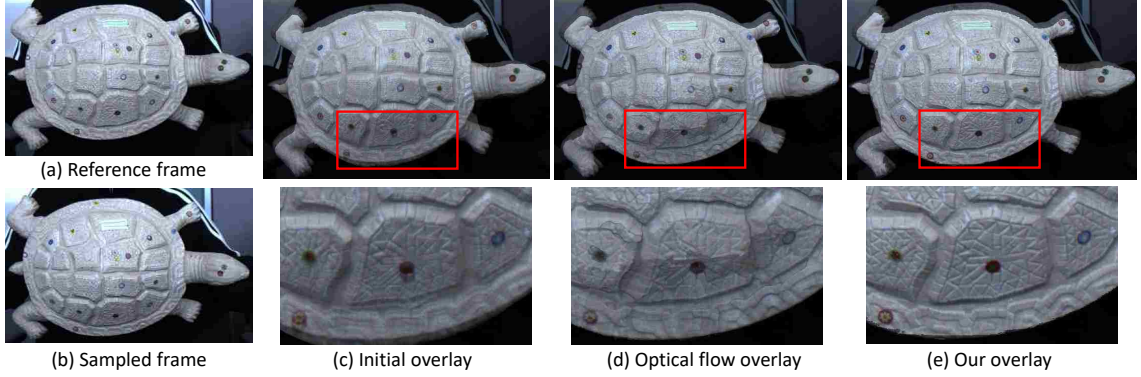 (a) Reference frame
(b) Sampled frame
(c) Initial overlay
(d) Optical flow overlay
(e) Our overlay